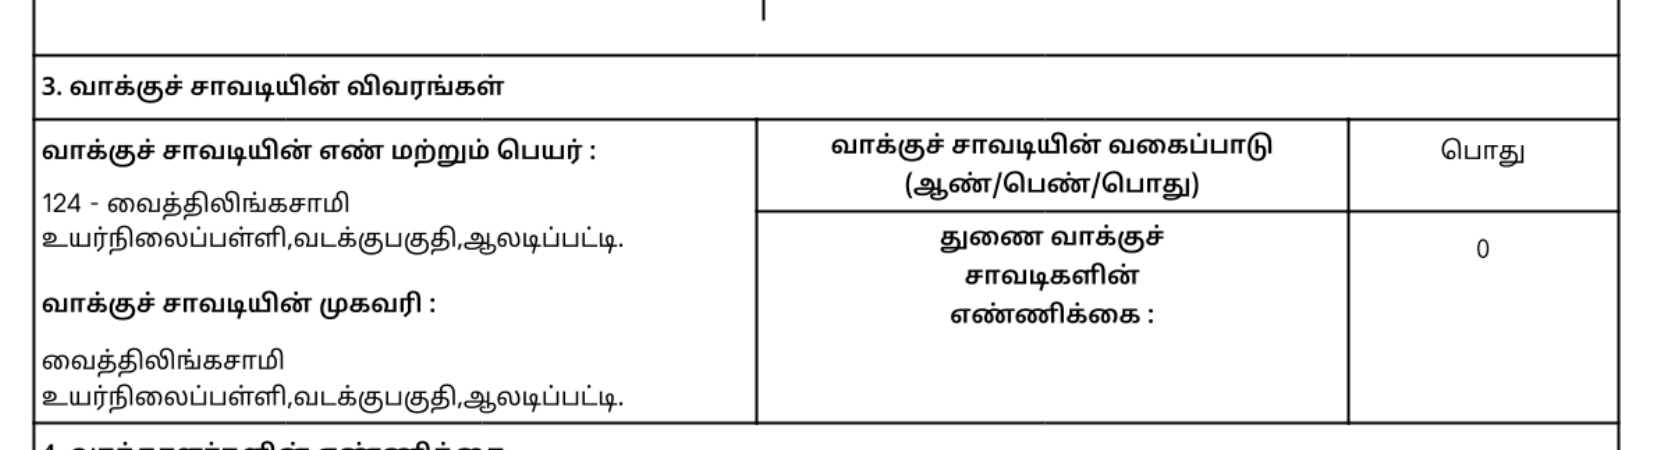 3. வாக்குச் சாவடியின் விவரங்கள்
வாக்குச் சாவடியின் எண் மற்றும் பெயர் :
124 - வைத்திலிங்கசாமி
உயர்நிலைப்பள்ளி,வடக்குபகுதி,ஆலடிப்பட்டி.
வாக்குச் சாவடியின் முகவரி :
வைத்திலிங்கசாமி
உயர்நிலைப்பள்ளி,வடக்குபகுதி,ஆலடிப்பட்டி.
வாக்குச் சாவடியின் வகைப்பாடு
(ஆண்/பெண்/பொது)
பொது
துணை வாக்குச்
சாவடிகளின்
எண்ணிக்கை :
0